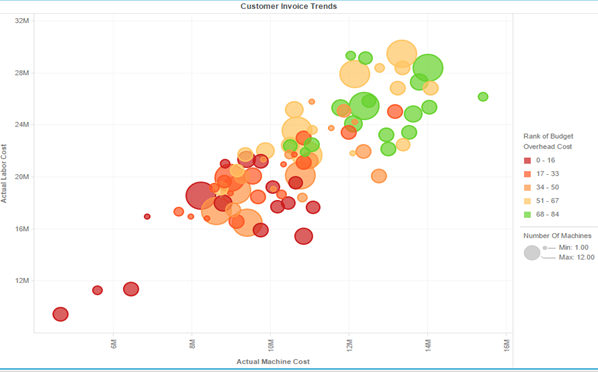 Customer Invoice Trends
32M
28M
24M
20M
16M
12M
Actual Labor Cost
6M
8M
10M
12M
14M
16M
Actual Machine Cost
Rank of Budget
Overhead Cost
0 - 16
17 - 33
34 - 50
51 - 67
68 - 84
Number Of Machines
Min: 1.00
Max: 12.00